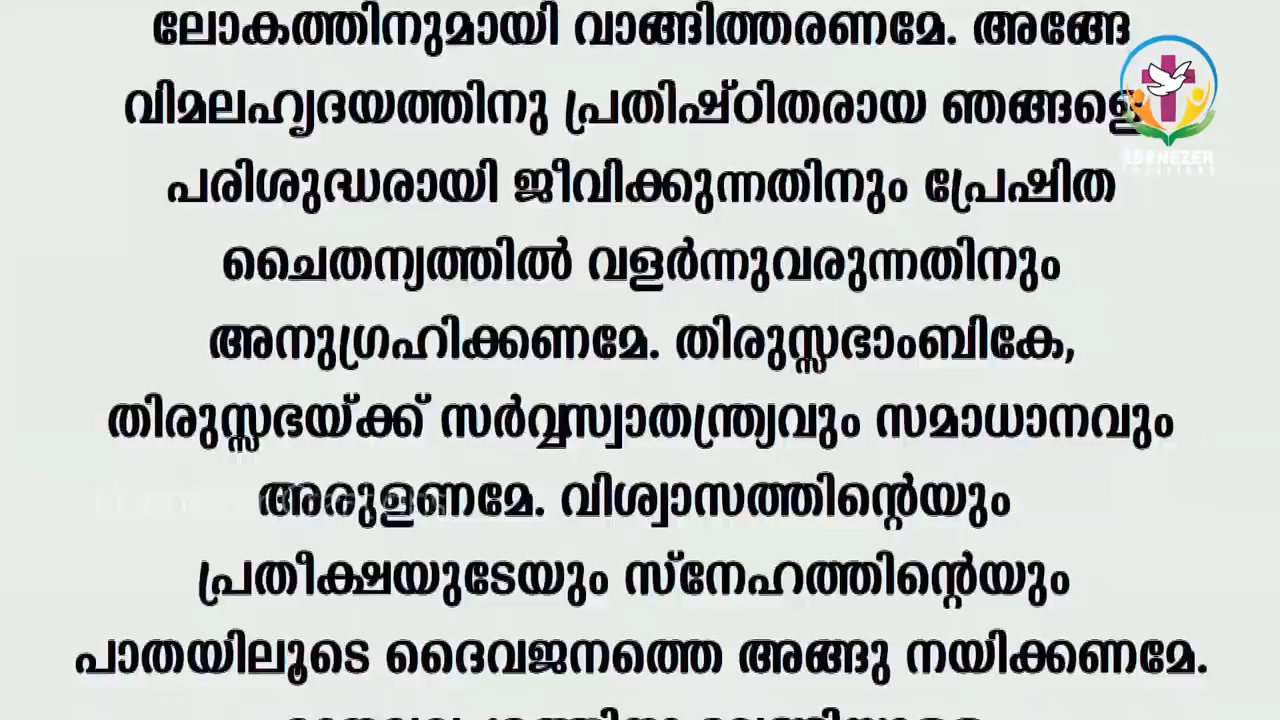 ലോകത്തിനുമായി വാങ്ങിത്തരണമേ. അങ്ങേ
വിമലഹൃദയത്തിനു പ്രതിഷ്ഠിതരായ ഞങ്ങളെ
പരിശുദ്ധരായി ജീവിക്കുന്നതിനും പ്രേഷിത
ചൈതന്യത്തിൽ വളർന്നുവരുന്നതിനും
അനുഗ്രഹിക്കണമേ. തിരുസ്സഭാംബികേ,
തിരുസ്സഭയ്ക്ക് സർവ്വസ്വാതന്ത്ര്യവും സമാധാനവും
അരുളണമേ. വിശ്വാസത്തിന്റെയും
പ്രതീക്ഷയുടേയും സ്നേഹത്തിന്റെയും
പാതയിലൂടെ ദൈവജനത്തെ അങ്ങു നയിക്കണമേ.
EBENEZER